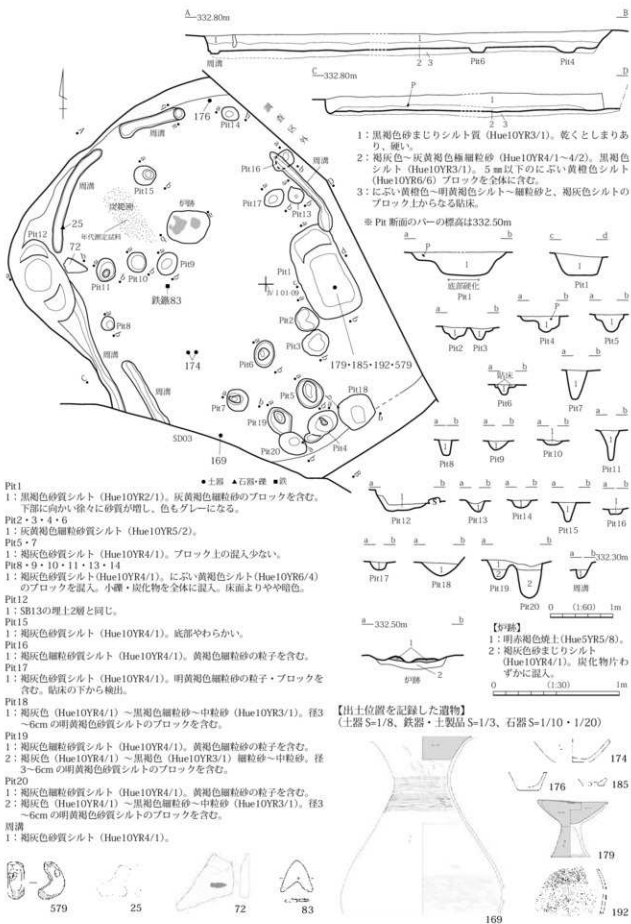 A 332.80m B
周溝 2 3 Pit6 Pit4
C 332.80m D
P
1
2 3
1：黒褐色砂まじりシルト質（Hue10YR3/1）。乾くとしまりあ
り、硬い。
2：褐灰色～灰黄褐色極細粒砂（Hue10YR4/1～4/2）。黒褐色
シルト（Hue10YR3/1）。5㎜以下のにぶい黄橙色シルト
（Hue10YR6/6）ブロックを全体に含む。
3：にぶい黄橙色～明黄褐色シルト～細粒砂と、褐灰色シルトの
ブロック土からなる貼床。
※ Pit 断面のバーの標高は332.50m
調査区外
176
Pit14
周溝
Pit16
周溝
Pit15
Pit17
Pit13
周溝
炭範囲
炉跡
Pit12
25
年代測定試料
72
Pit11
Pit10
Pit9
Pit1
鉄鏃83
Pit8
Pit2
Pit3
174
Pit6
179・185・192・579
周溝
周溝
Pit7
Pit5
Pit18
Pit19
Pit4
SD03
169
Pit20
●土器 ▲石器・礫 ■鉄
a b c d
底部硬化
Pit1 Pit1
Pit2 Pit3 Pit4 Pit5
貼床
Pit6 Pit7
Pit8 Pit9 Pit10 Pit11
Pit12 Pit13 Pit14 Pit15 Pit16
Pit17 Pit18 Pit19 Pit20 周溝
332.30m
0 (1:60) 1m
a 332.50m b
炉跡
【炉跡】
1：明赤褐色焼土（Hue5YR5/8）。
2：褐灰色砂まじりシルト
（Hue10YR4/1）。炭化物片わ
ずかに混入。
0 (1:30) 1m
Pit1
1：黒褐色砂質シルト（Hue10YR2/1）。灰黄褐色細粒砂のブロックを含む。
下部に向かい徐々に砂質が増し、色もグレーになる。
Pit2・3・4・6
1：灰黄褐色細粒砂質シルト（Hue10YR5/2）。
Pit5・7
1：褐灰色砂質シルト（Hue10YR4/1）。ブロック土の混入少ない。
Pit8・9・10・11・13・14
1：褐灰色砂質シルト（Hue10YR4/1）。にぶい黄褐色シルト（Hue10YR6/4）
のブロックを混入。小礫・炭化物を全体に混入。床面よりやや暗色。
Pit12
1：SB13の埋土2層と同じ。
Pit15
1：褐灰色砂質シルト（Hue10YR4/1）。底部やわらかい。
Pit16
1：褐灰色細粒砂質シルト（Hue10YR4/1）。黄褐色細粒砂の粒子を含む。
Pit17
1：褐灰色細粒砂質シルト（Hue10YR4/1）。明黄褐色細粒砂の粒子・ブロックを
含む。貼床の下から検出。
Pit18
1：褐灰色（Hue10YR4/1）～黒褐色細粒砂～中粒砂（Hue10YR3/1）。径3
～6cmの明黄褐色砂質シルトのブロックを含む。
Pit19
1：褐灰色細粒砂質シルト（Hue10YR4/1）。黄褐色細粒砂の粒子を含む。
2：褐灰色（Hue10YR4/1）～黒褐色（Hue10YR3/1）細粒砂～中粒砂。径
3～6cmの明黄褐色砂質シルトのブロックを含む。
Pit20
1：褐灰色細粒砂質シルト（Hue10YR4/1）。黄褐色細粒砂の粒子を含む。
2：褐灰色（Hue10YR4/1）～黒褐色細粒砂～中粒砂（Hue10YR3/1）。径3
～6cmの明黄褐色砂質シルトのブロックを含む。
周溝
1：褐灰色砂質シルト（Hue10YR4/1）。
【出土位置を記録した遺物】
（土器 S=1/8、鉄器・土製品 S=1/3、石器 S=1/10・1/20）
174
176
185
179
192
169
579
25
72
83